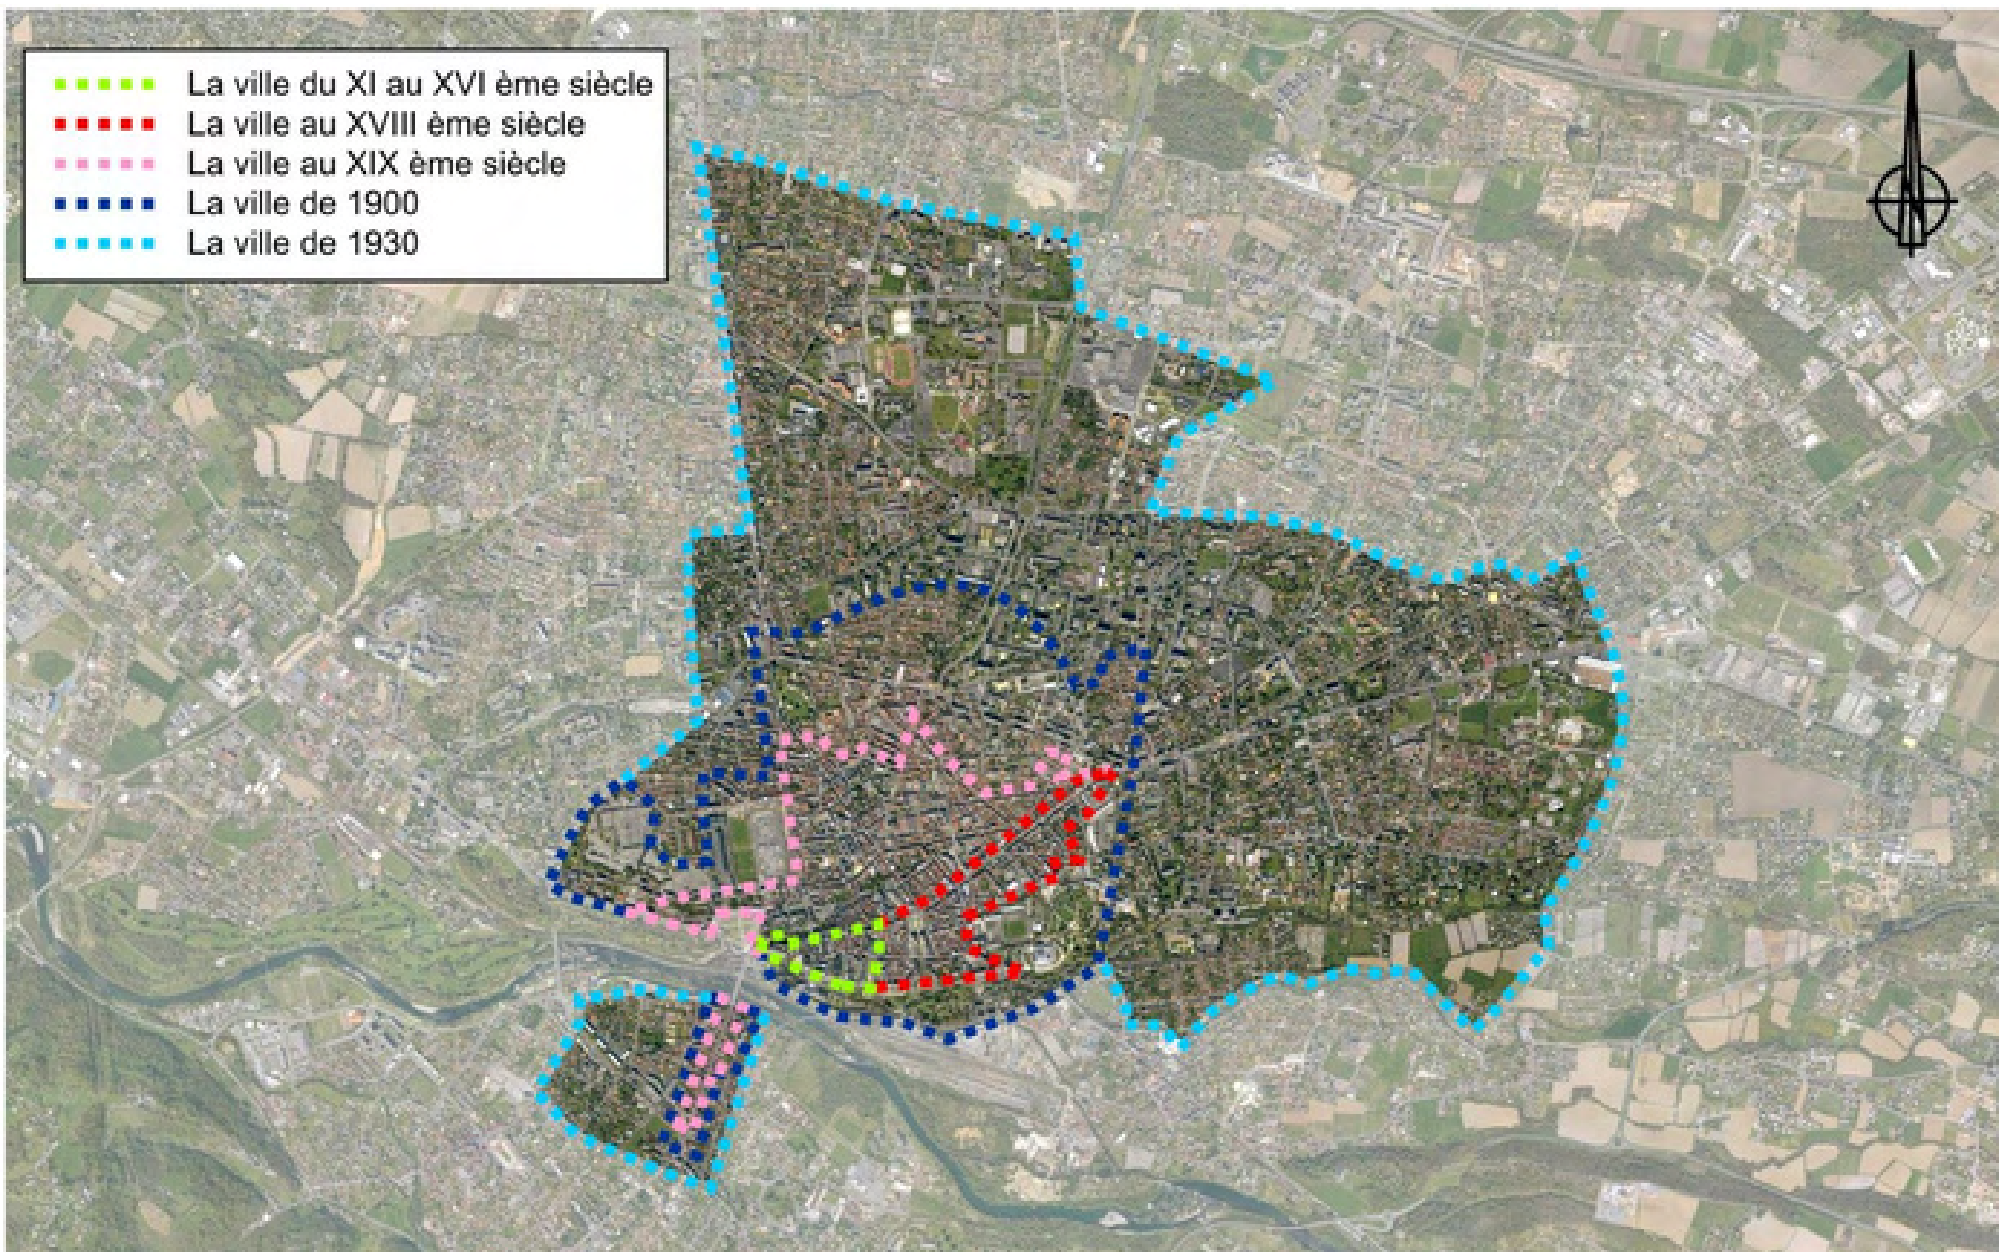 La ville du XI au XVI ème siècle
La ville au XVIII ème siècle
La ville au XIX ème siècle
La ville de 1900
La ville de 1930